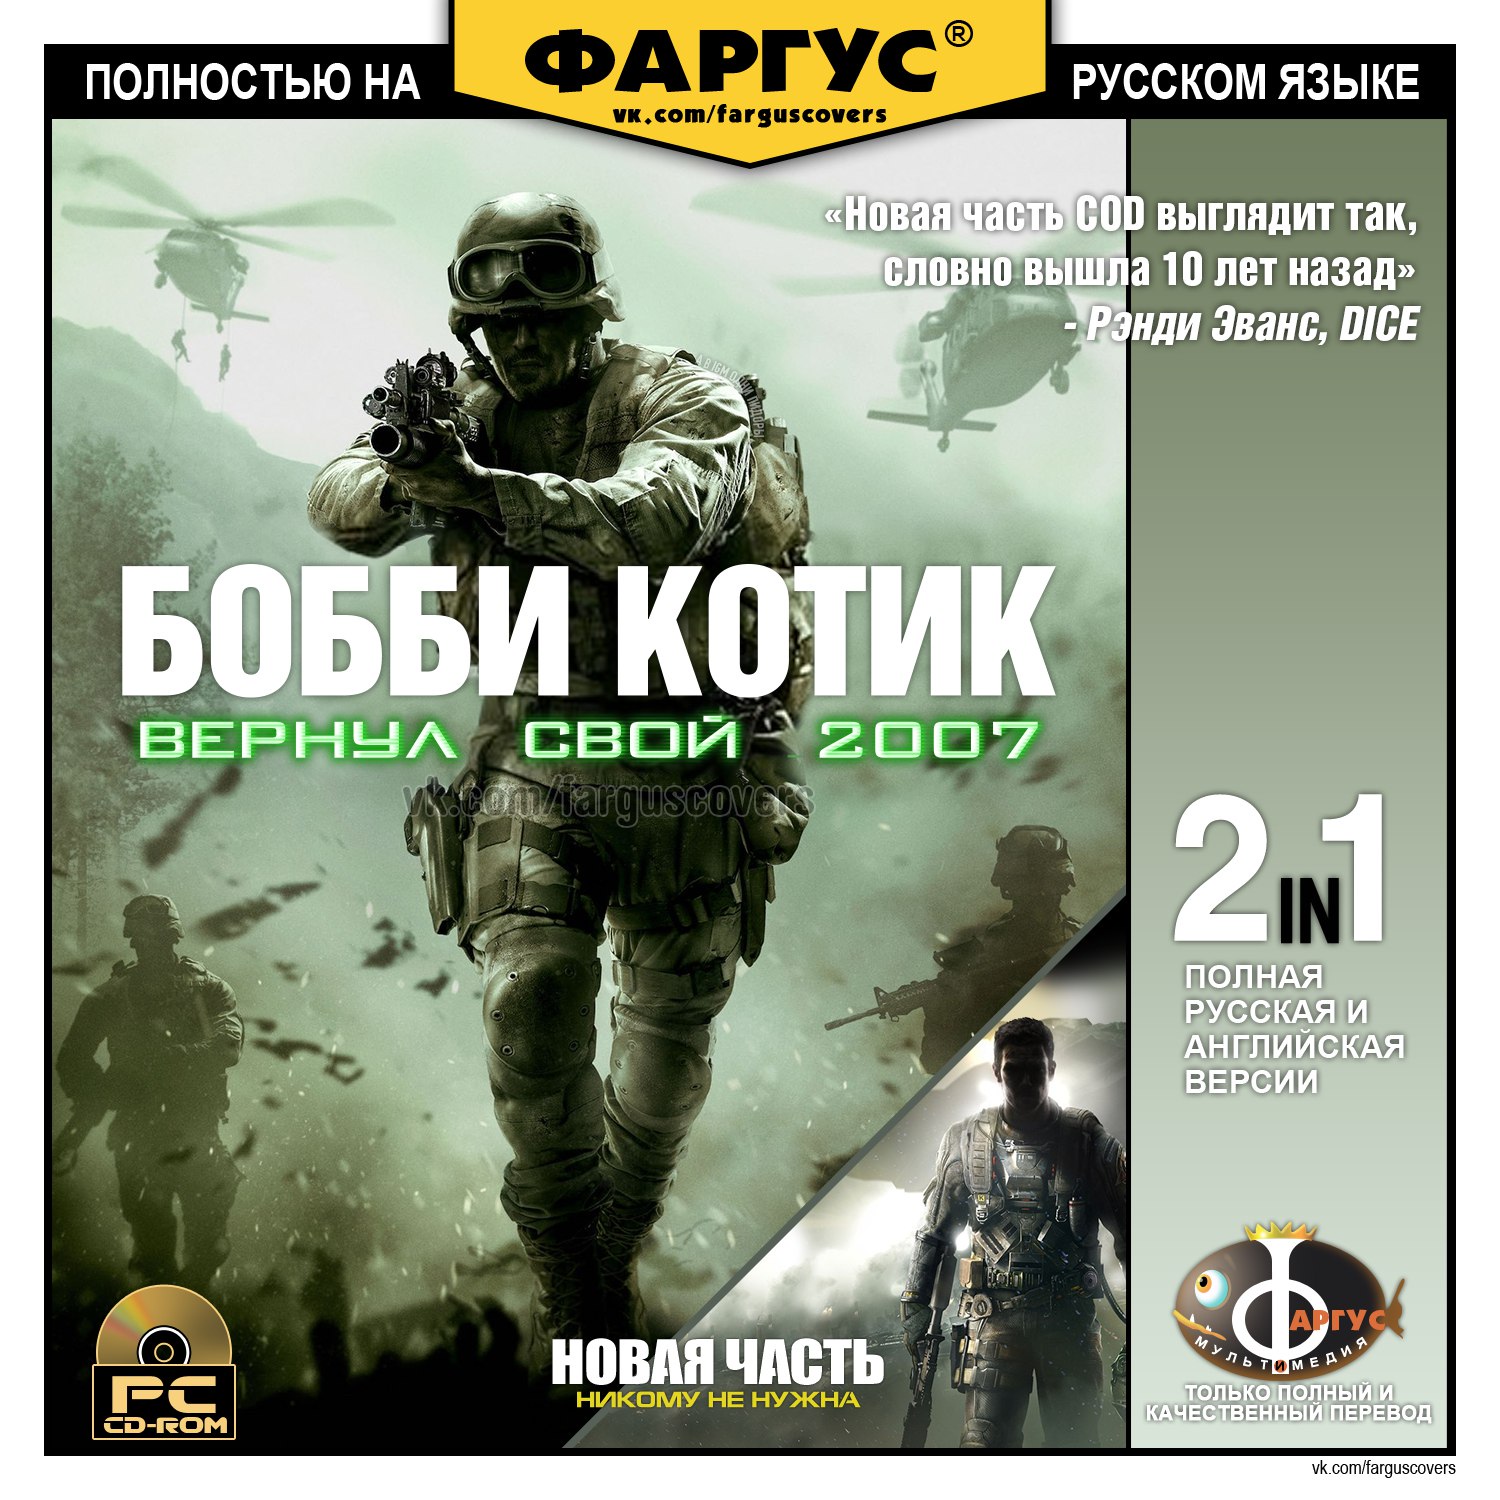 ФАРГУС®
vk.com/farguscovers
ПОЛНОСТЬЮ НА
РУССКОМ ЯЗЫКЕ
«Новая часть COD выглядит так,
словно вышла 10 лет назад»
- Рэнди Эванс, DICE
БОББИ КОТИК
ВЕРНУЛ СВОЙ 2007
vk.com/farguscovers
2IN1
ПОЛНАЯ
РУССКАЯ И
АНГЛИЙСКАЯ
ВЕРСИИ
НОВАЯ ЧАСТЬ
НИКОМУ НЕ НУЖНА
PC
CD-ROM
ФАРГУС
МУЛЬТИМЕДИЯ
ТОЛЬКО ПОЛНЫЙ И
КАЧЕСТВЕННЫЙ ПЕРЕВОД
vk.com/farguscovers